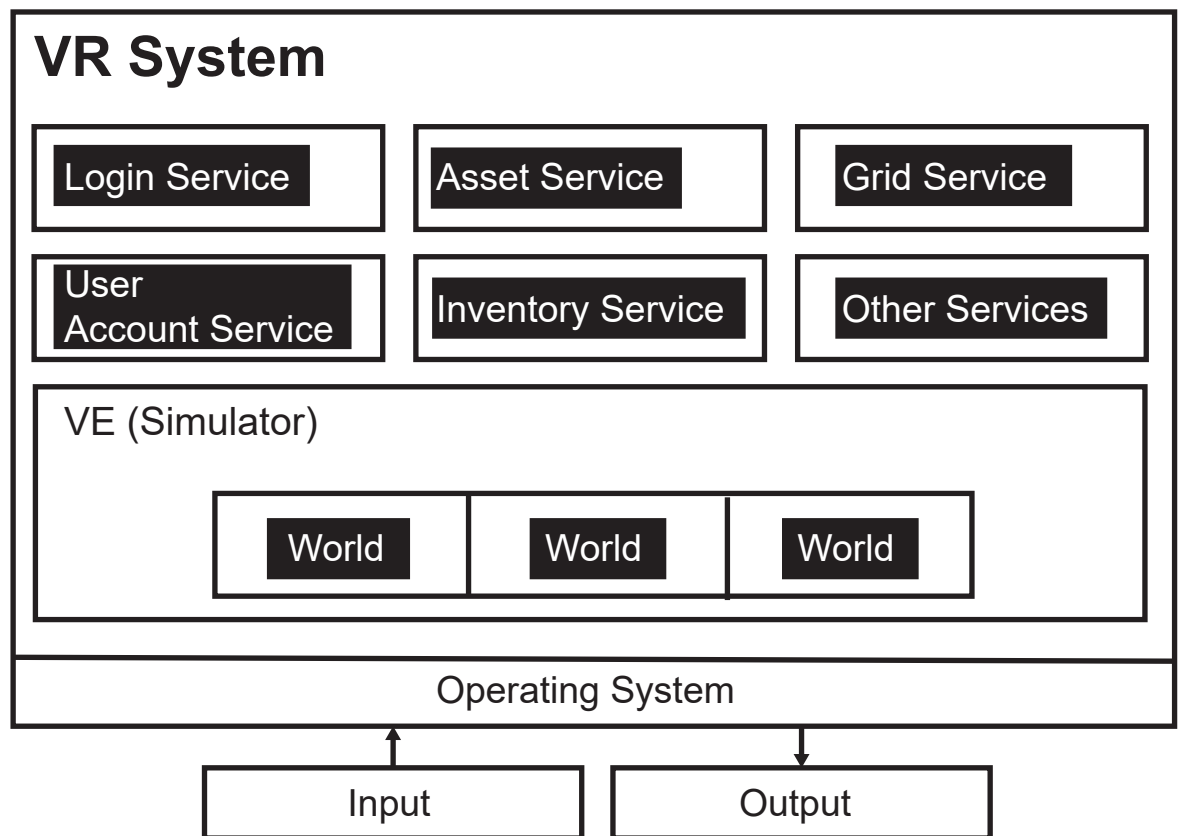 VR System
Login Service
Asset Service
Grid Service
User
Account Service
Inventory Service
Other Services
VE (Simulator)
World
World
World
Operating System
Input
Output